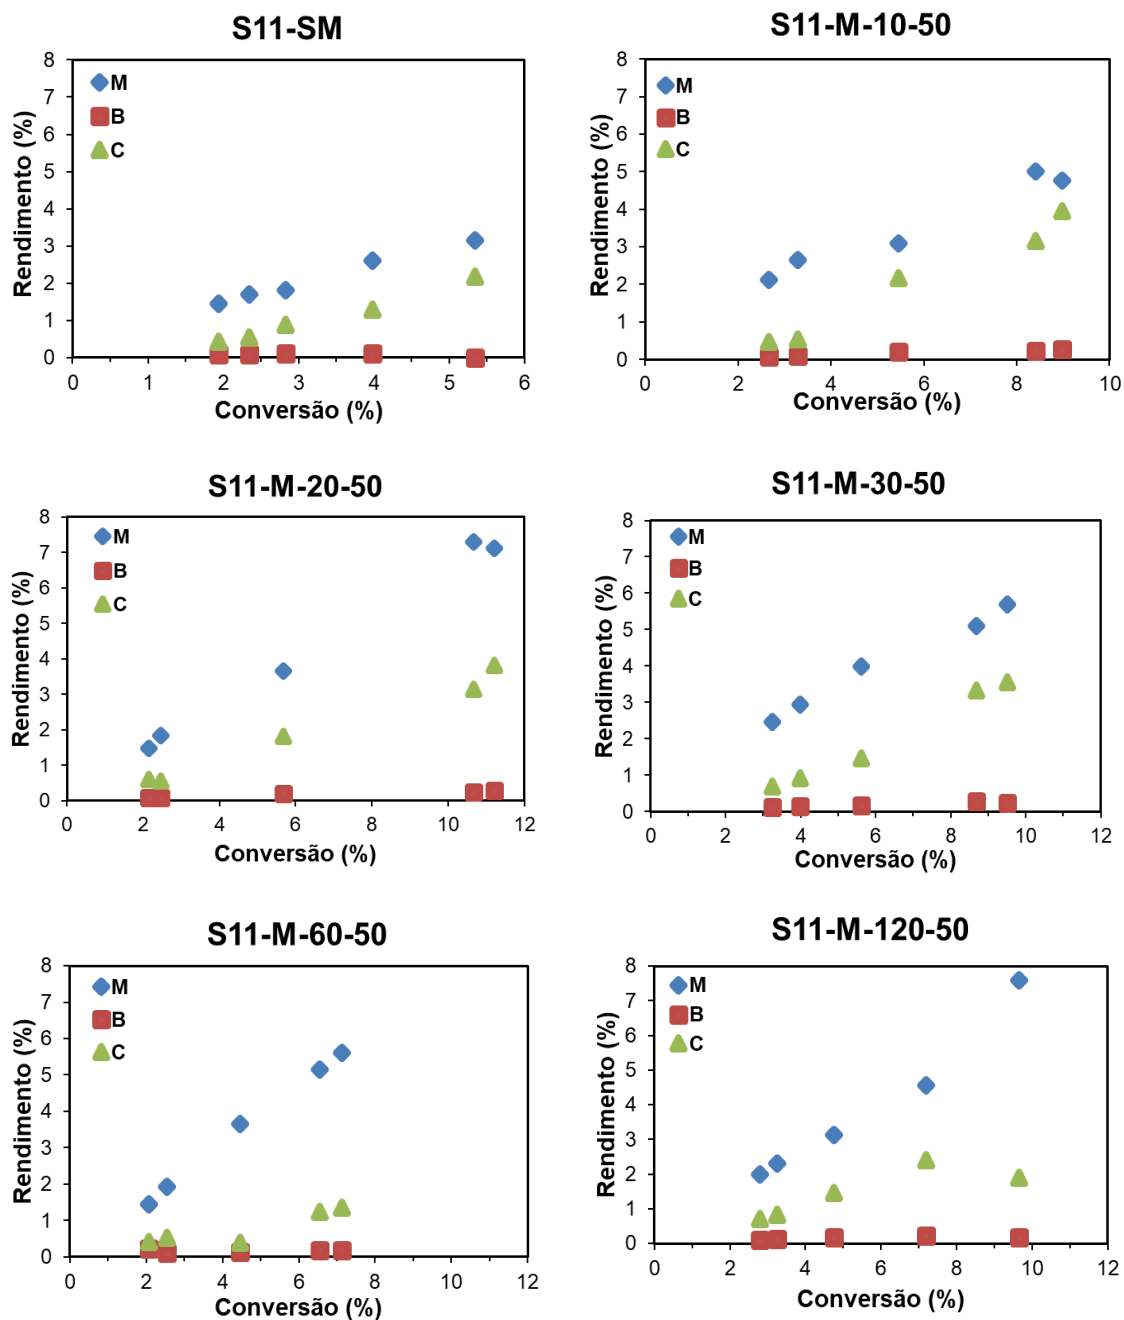 S11-SM
8
7
6
5
4
3
2
1
0
Rendimento (%)
M
B
C
0 1 2 3 4 5 6
Conversão (%)
S11-M-10-50
8
7
6
5
4
3
2
1
0
Rendimento (%)
M
B
C
0 2 4 6 8 10
Conversão (%)
S11-M-20-50
8
7
6
5
4
3
2
1
0
Rendimento (%)
M
B
C
0 2 4 6 8 10 12
Conversão (%)
S11-M-30-50
8
7
6
5
4
3
2
1
0
Rendimento (%)
M
B
C
0 2 4 6 8 10 12
Conversão (%)
S11-M-60-50
8
7
6
5
4
3
2
1
0
Rendimento (%)
M
B
C
0 2 4 6 8 10 12
Conversão (%)
S11-M-120-50
8
7
6
5
4
3
2
1
0
Rendimento (%)
M
B
C
0 2 4 6 8 10 12
Conversão (%)